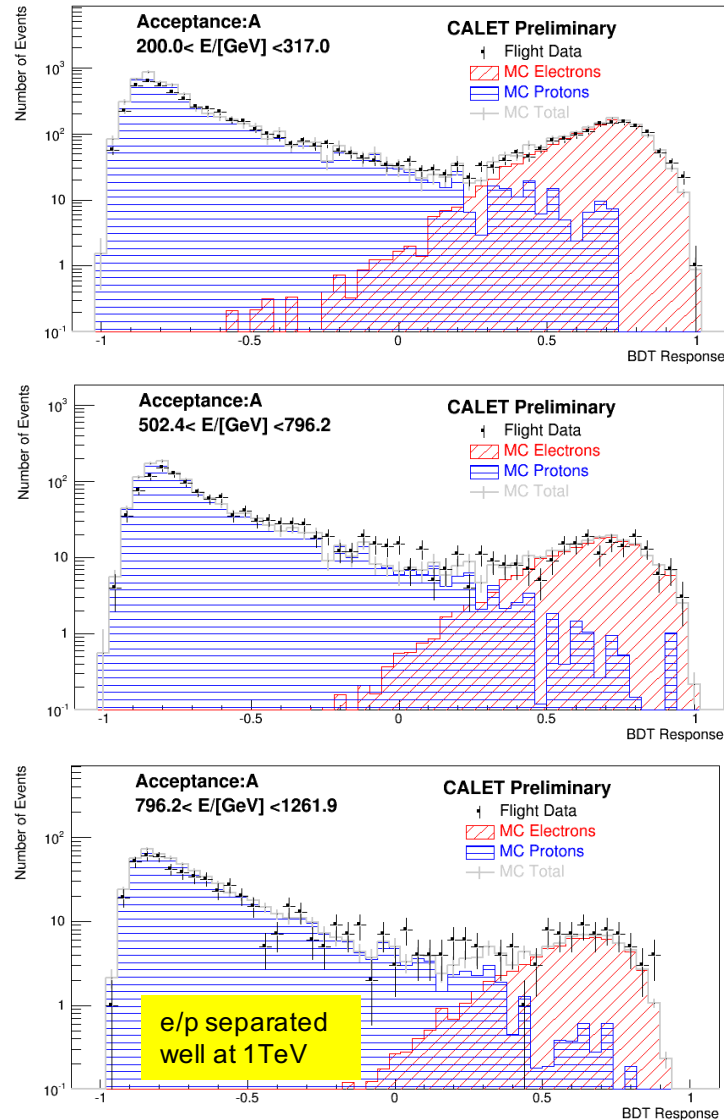 Acceptance:A
200.0< E/[GeV] <317.0
CALET Preliminary
Flight Data
MC Electrons
MC Protons
MC Total
Number of Events
10³
10²
10
1
10⁻¹
-1 -0.5 0 0.5 1
BDT Response
Acceptance:A
502.4< E/[GeV] <796.2
CALET Preliminary
Flight Data
MC Electrons
MC Protons
MC Total
Number of Events
10³
10²
10
1
10⁻¹
-1 -0.5 0 0.5 1
BDT Response
Acceptance:A
796.2< E/[GeV] <1261.9
CALET Preliminary
Flight Data
MC Electrons
MC Protons
MC Total
Number of Events
10²
10
1
10⁻¹
e/p separated
well at 1TeV
-1 -0.5 0 0.5 1
BDT Response